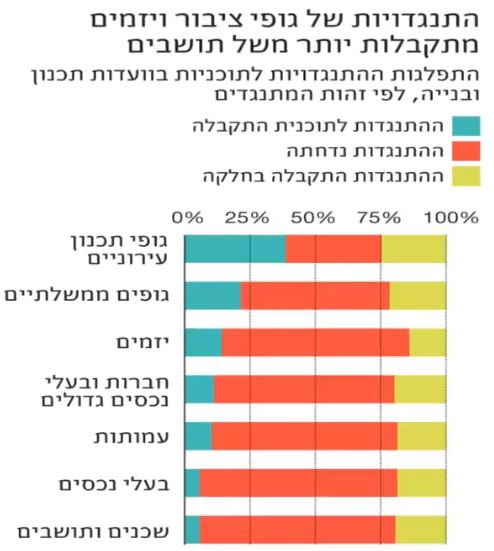 התנגדויות של גופי ציבור ויזמים
מתקבלות יותר משל תושבים
התפלגות ההתנגדויות לתוכניות בוועדות תכנון
ובנייה, לפי זהות המתנגדים
ההתנגדות לתוכנית התקבלה
ההתנגדות נדחתה
ההתנגדות התקבלה בחלקה
0% 25% 50% 75% 100%
גופי תכנון
עירוניים
גופים ממשלתיים
יזמים
חברות ובעלי
נכסים גדולים
עמותות
בעלי נכסים
שכנים ותושבים